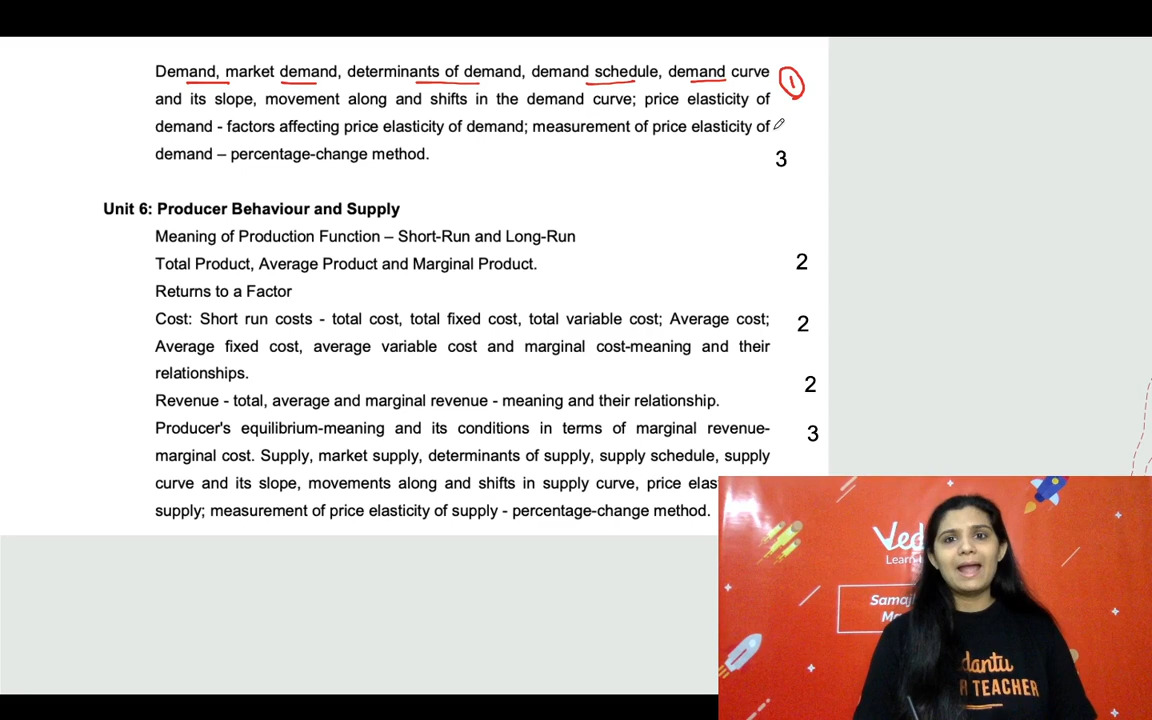 Demand, market demand, determinants of demand, demand schedule, demand curve 1
and its slope, movement along and shifts in the demand curve; price elasticity of
demand - factors affecting price elasticity of demand; measurement of price elasticity of
demand – percentage-change method. 3
Unit 6: Producer Behaviour and Supply
Meaning of Production Function – Short-Run and Long-Run
Total Product, Average Product and Marginal Product. 2
Returns to a Factor
Cost: Short run costs - total cost, total fixed cost, total variable cost; Average cost; 2
Average fixed cost, average variable cost and marginal cost-meaning and their
relationships. 2
Revenue - total, average and marginal revenue - meaning and their relationship.
Producer's equilibrium-meaning and its conditions in terms of marginal revenue- 3
marginal cost. Supply, market supply, determinants of supply, supply schedule, supply
curve and its slope, movements along and shifts in supply curve, price elas
supply; measurement of price elasticity of supply - percentage-change method.
Ved
Learn
Samaj
M
dantu
R TEACHER